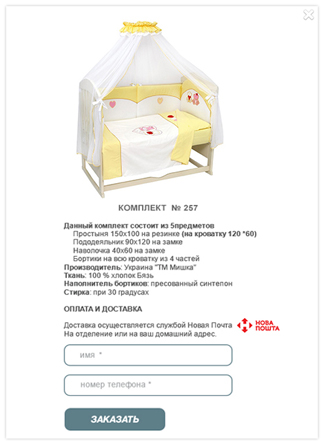 КОМПЛЕКТ № 257
Данный комплект состоит из 5предметов
Простыня 150х100 на резинке (на кроватку 120 *60)
Пододеяльник 90х120 на замке
Наволочка 40х60 на замке
Бортики на всю кроватку из 4 частей
Производитель: Украина "ТМ Мишка"
Ткань: 100 % хлопок Бязь
Наполнитель бортиков: пресованный синтепон
Стирка: при 30 градусах
ОПЛАТА И ДОСТАВКА
Доставка осуществляется службой Новая Почта НОВА ПОШТА
На отделение или на ваш домашний адрес.
имя *
номер телефона *
ЗАКАЗАТЬ